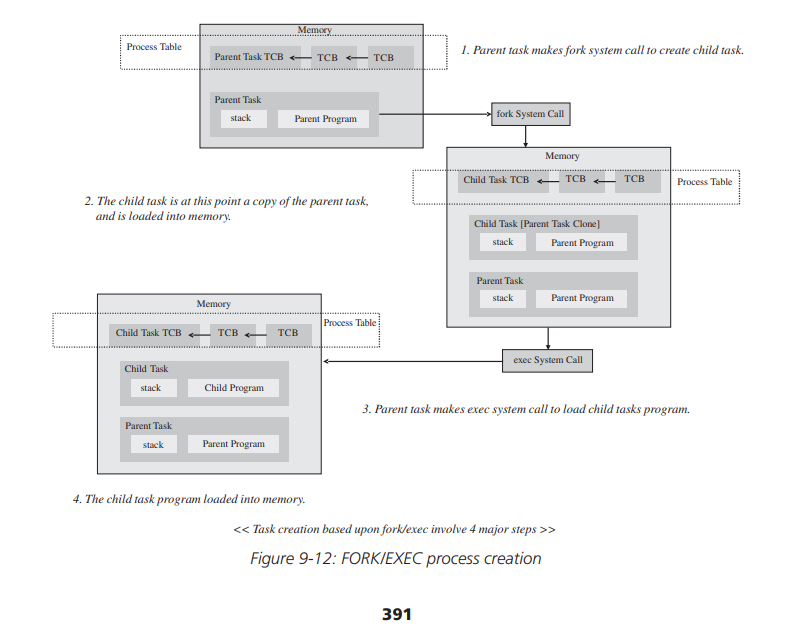 Memory
Process Table
Parent Task TCB
TCB
TCB
1. Parent task makes fork system call to create child task.
Parent Task
stack
Parent Program
fork System Call
Memory
Child Task TCB
TCB
TCB
Process Table
2. The child task is at this point a copy of the parent task,
and is loaded into memory.
Child Task [Parent Task Clone]
stack
Parent Program
Parent Task
stack
Parent Program
Memory
Process Table
Child Task TCB
TCB
TCB
exec System Call
Child Task
stack
Child Program
3. Parent task makes exec system call to load child tasks program.
Parent Task
stack
Parent Program
4. The child task program loaded into memory.
<< Task creation based upon fork/exec involve 4 major steps >>
Figure 9-12: FORK/EXEC process creation
391